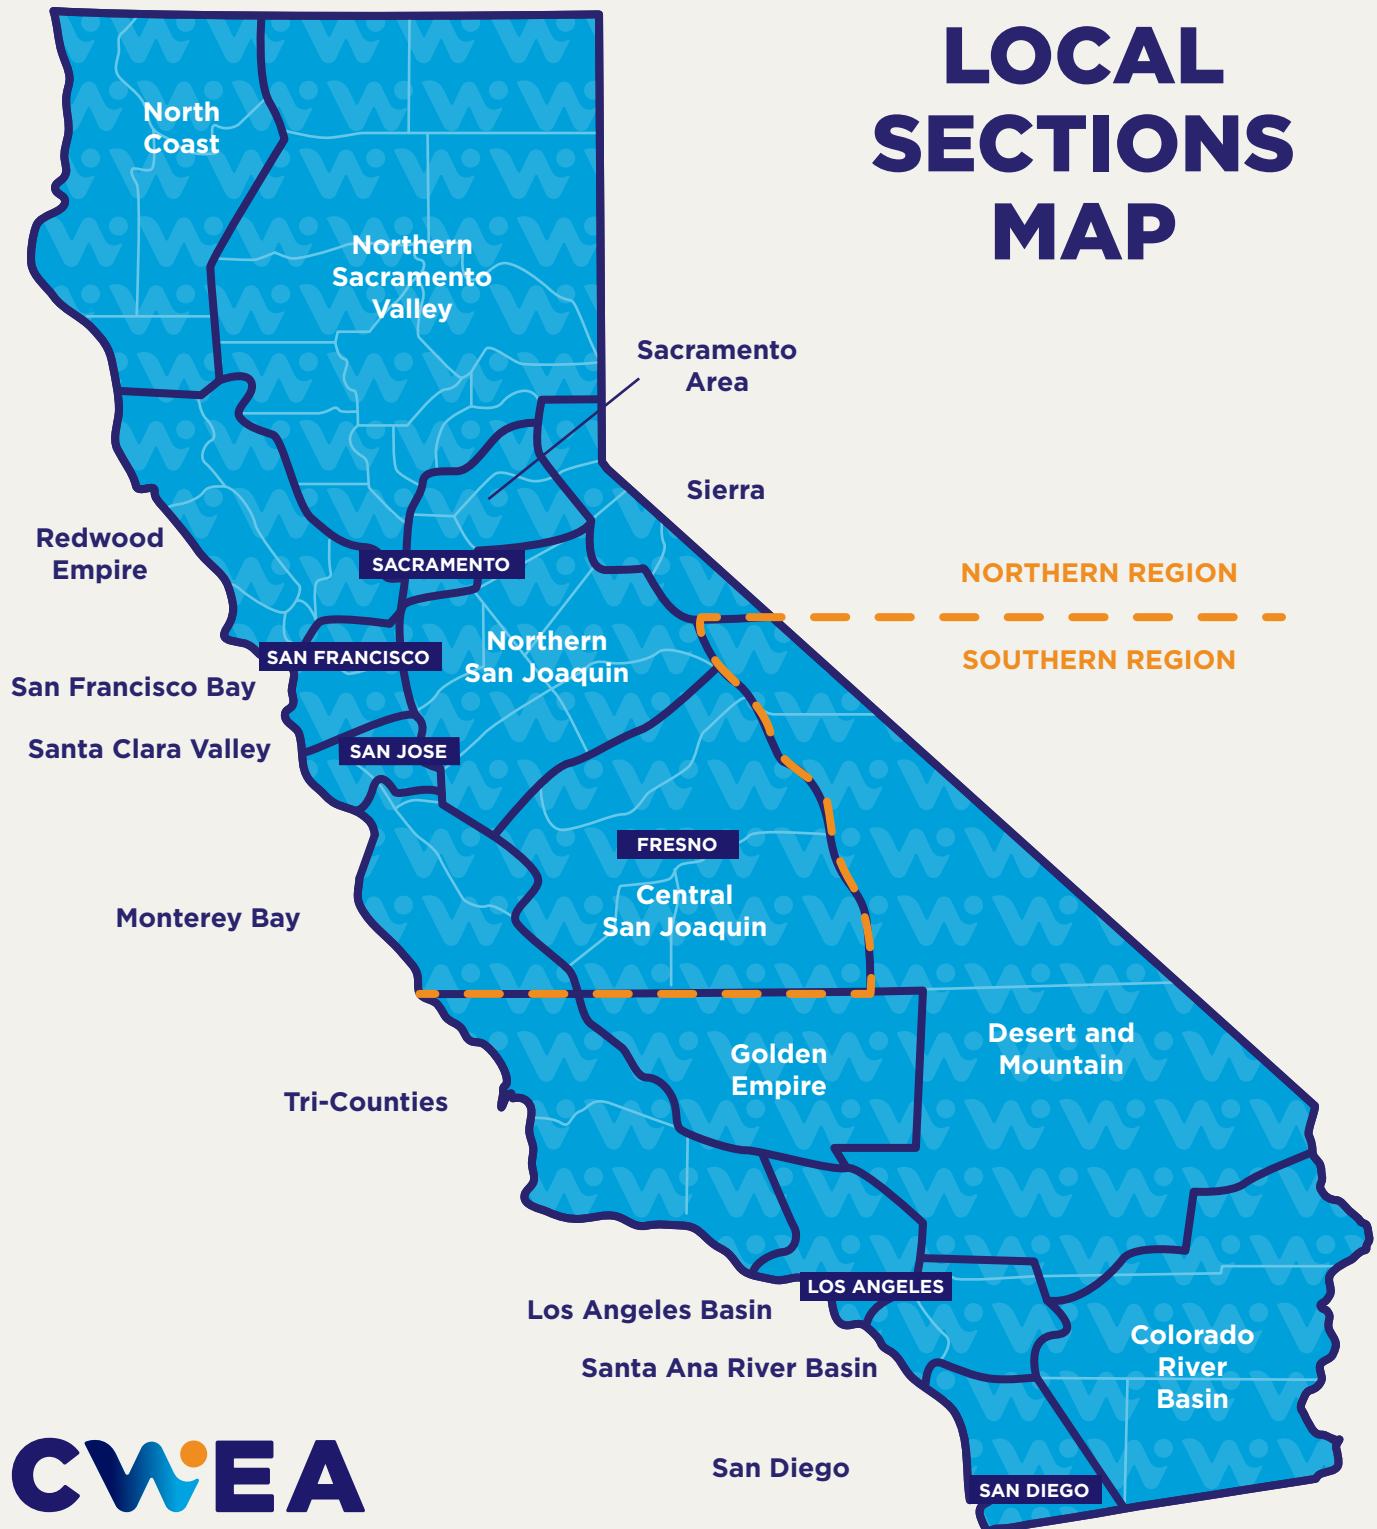 LOCAL
SECTIONS
MAP
North
Coast
Northern
Sacramento
Valley
Sacramento
Area
Sierra
Redwood
Empire
SACRAMENTO
NORTHERN REGION
SOUTHERN REGION
Northern
San Joaquin
SAN FRANCISCO
San Francisco Bay
Santa Clara Valley
SAN JOSE
FRESNO
Central
San Joaquin
Monterey Bay
Desert and
Mountain
Golden
Empire
Tri-Counties
LOS ANGELES
Los Angeles Basin
Santa Ana River Basin
Colorado
River
Basin
San Diego
SAN DIEGO
CWEA